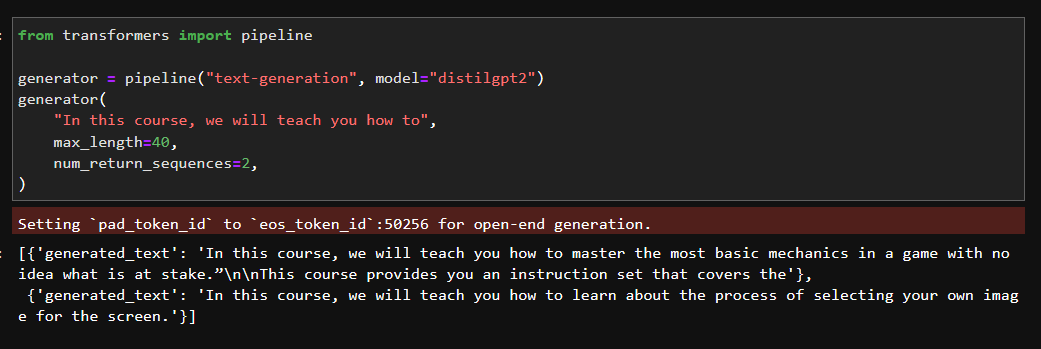 from transformers import pipeline
generator = pipeline("text-generation", model="distilgpt2")
generator(
    "In this course, we will teach you how to",
    max_length=40,
    num_return_sequences=2,
)
Setting `pad_token_id` to `eos_token_id`:50256 for open-end generation.
: [{'generated_text': 'In this course, we will teach you how to master the most basic mechanics in a game with no
idea what is at stake.”\n\nThis course provides you an instruction set that covers the'},
 {'generated_text': 'In this course, we will teach you how to learn about the process of selecting your own imag
e for the screen.'}]